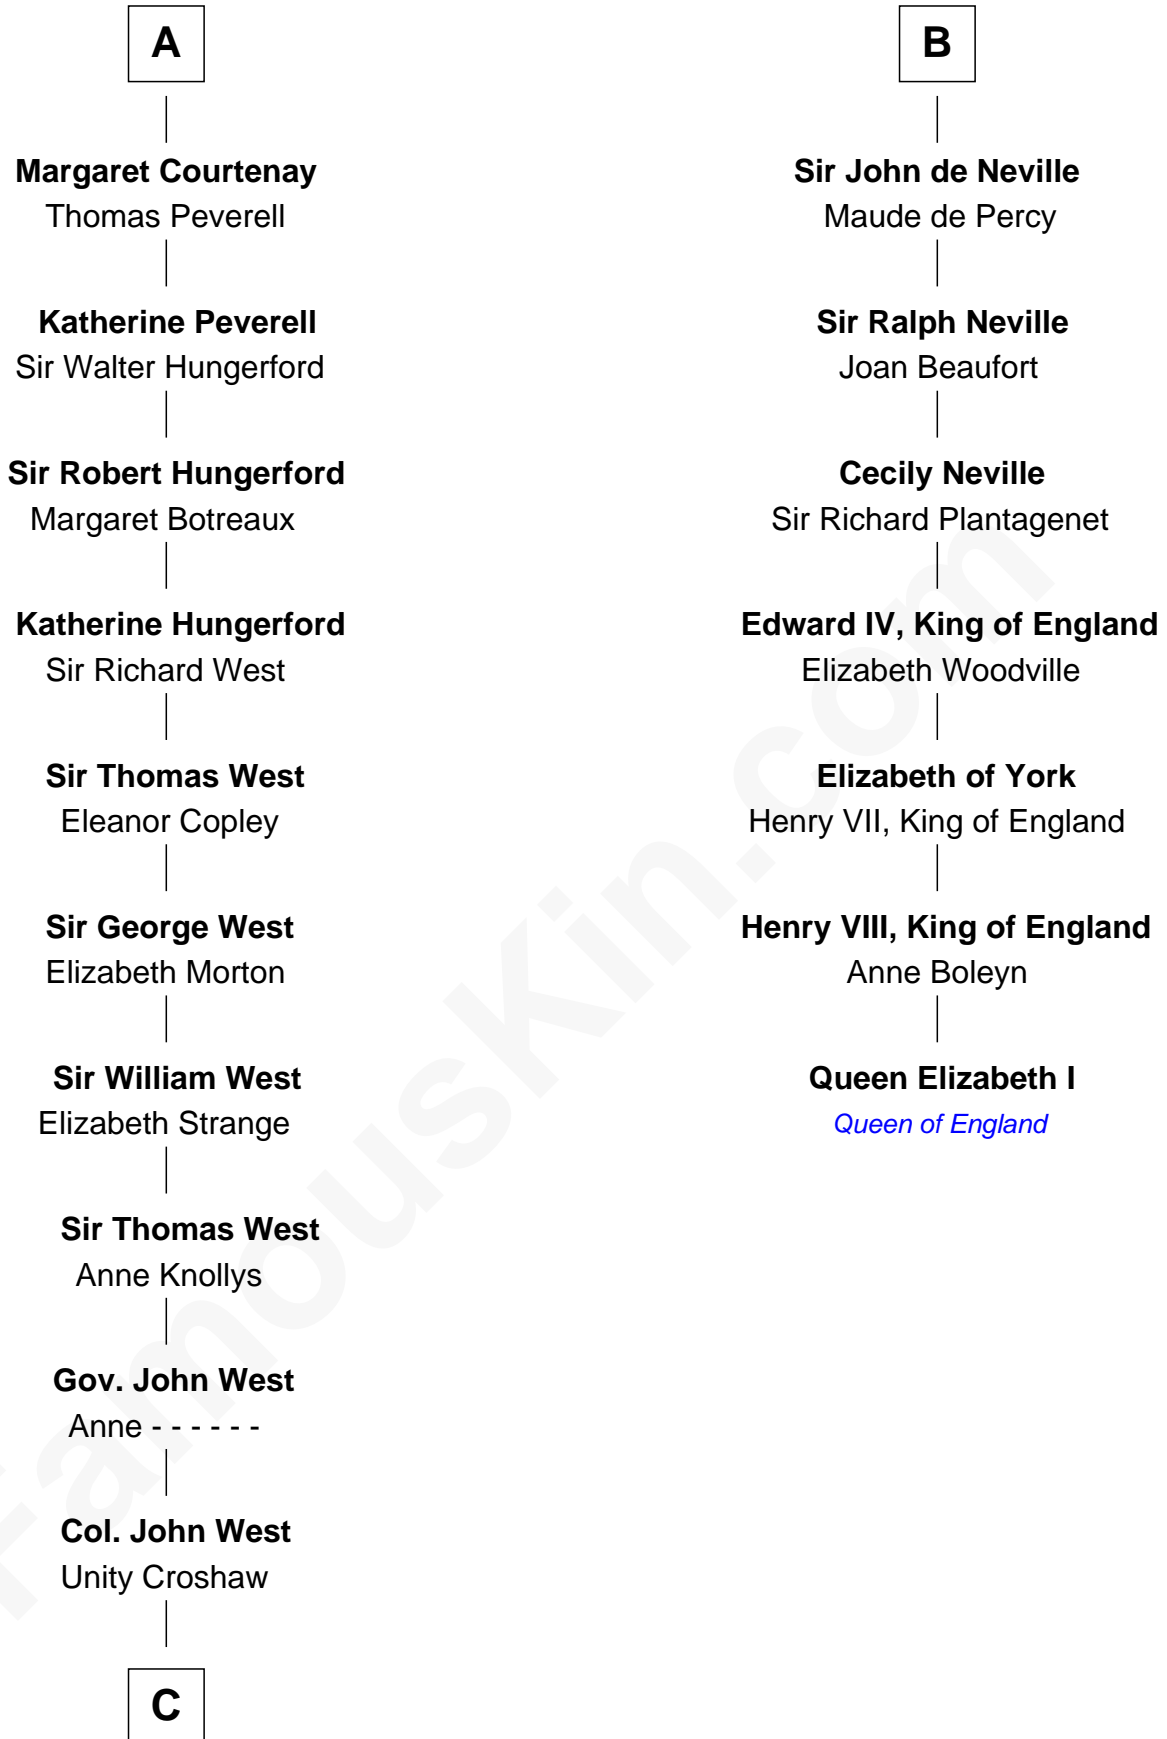 A
Margaret Courtenay
Thomas Peverell
Katherine Peverell
Sir Walter Hungerford
Sir Robert Hungerford
Margaret Botreaux
Katherine Hungerford
Sir Richard West
Sir Thomas West
Eleanor Copley
Sir George West
Elizabeth Morton
Sir William West
Elizabeth Strange
Sir Thomas West
Anne Knollys
Gov. John West
Anne - - - - - -
Col. John West
Unity Croshaw
C
B
Sir John de Neville
Maude de Percy
Sir Ralph Neville
Joan Beaufort
Cecily Neville
Sir Richard Plantagenet
Edward IV, King of England
Elizabeth Woodville
Elizabeth of York
Henry VII, King of England
Henry VIII, King of England
Anne Boleyn
Queen Elizabeth I
Queen of England
FamousKin.com